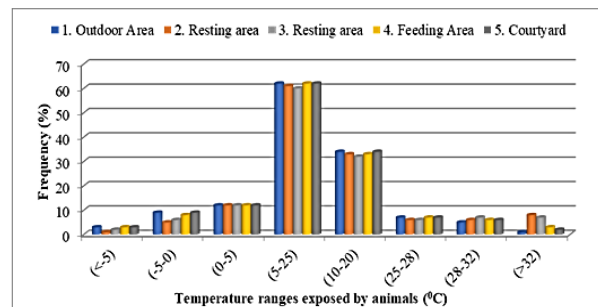 1. Outdoor Area 2. Resting area 3. Resting area 4. Feeding Area 5. Courtyard
70
60
50
40
30
20
10
0
Frequency (%)
(<-5) (-5-0) (0-5) (5-25) (10-20) (25-28) (28-32) (>32)
Temperature ranges exposed by animals (⁰C)